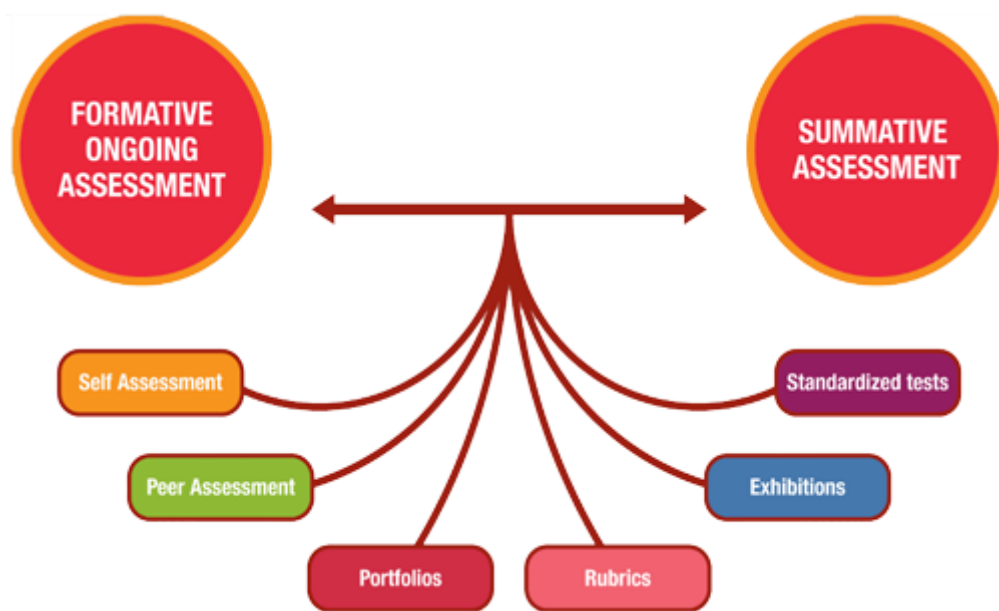 FORMATIVE
ONGOING
ASSESSMENT
SUMMATIVE
ASSESSMENT
Self Assessment
Standardized tests
Peer Assessment
Exhibitions
Portfolios
Rubrics